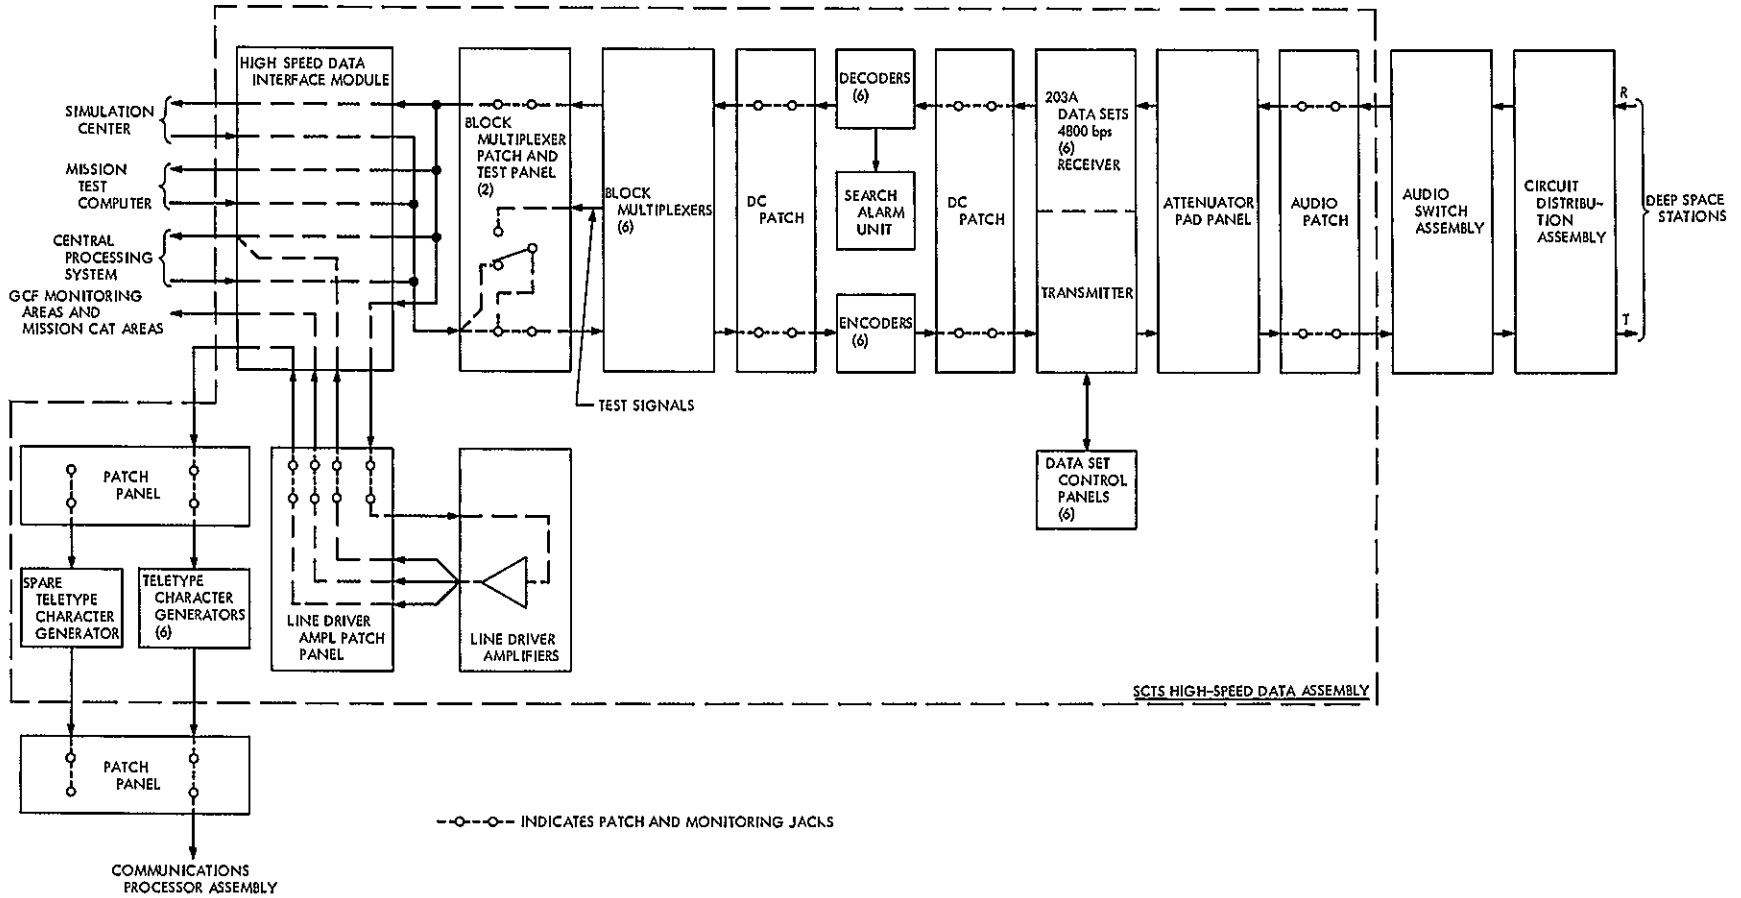 HIGH SPEED DATA
INTERFACE MODULE
SIMULATION
CENTER
MISSION
TEST
COMPUTER
CENTRAL
PROCESSING
SYSTEM
GCF MONITORING
AREAS AND
MISSION CAT AREAS
BLOCK
MULTIPLEXER
PATCH AND
TEST PANEL
(2)
BLOCK
MULTIPLEXERS
(6)
TEST SIGNALS
DC
PATCH
DECODERS
(6)
SEARCH
ALARM
UNIT
ENCODERS
(6)
DC
PATCH
203A
DATA SETS
4800 bps
(6)
RECEIVER
TRANSMITTER
DATA SET
CONTROL
PANELS
(6)
ATTENUATOR
PAD PANEL
AUDIO
PATCH
AUDIO
SWITCH
ASSEMBLY
CIRCUIT
DISTRIBU-
TION
ASSEMBLY
R
T
DEEP SPACE
STATIONS
PATCH
PANEL
SPARE
TELETYPE
CHARACTER
GENERATOR
TELETYPE
CHARACTER
GENERATORS
(6)
LINE DRIVER
AMPL PATCH
PANEL
LINE DRIVER
AMPLIFIERS
SCTS HIGH-SPEED DATA ASSEMBLY
PATCH
PANEL
INDICATES PATCH AND MONITORING JACKS
COMMUNICATIONS
PROCESSOR ASSEMBLY